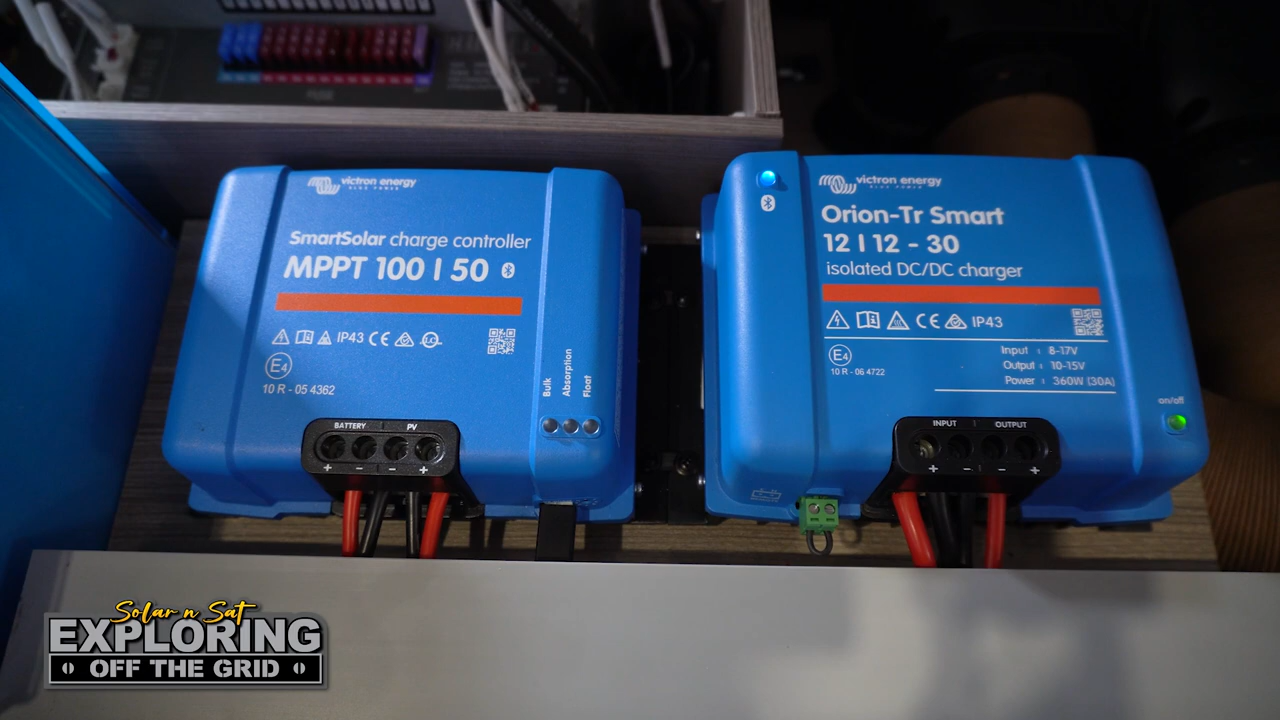 victron energy
BLUE POWER
SmartSolar charge controller
MPPT 100 | 50
IP43
E4
10 R - 05 4362
Bulk
Absorption
Float
BATTERY
PV
+ - - +
victron energy
BLUE POWER
Orion-Tr Smart
12 | 12 - 30
isolated DC/DC charger
IP43
E4
10 R - 06 4722
Input : 8-17V
Output : 10-15V
Power : 360W (30A)
on/off
INPUT
OUTPUT
+ - - +
Solar n Sat
EXPLORING
OFF THE GRID